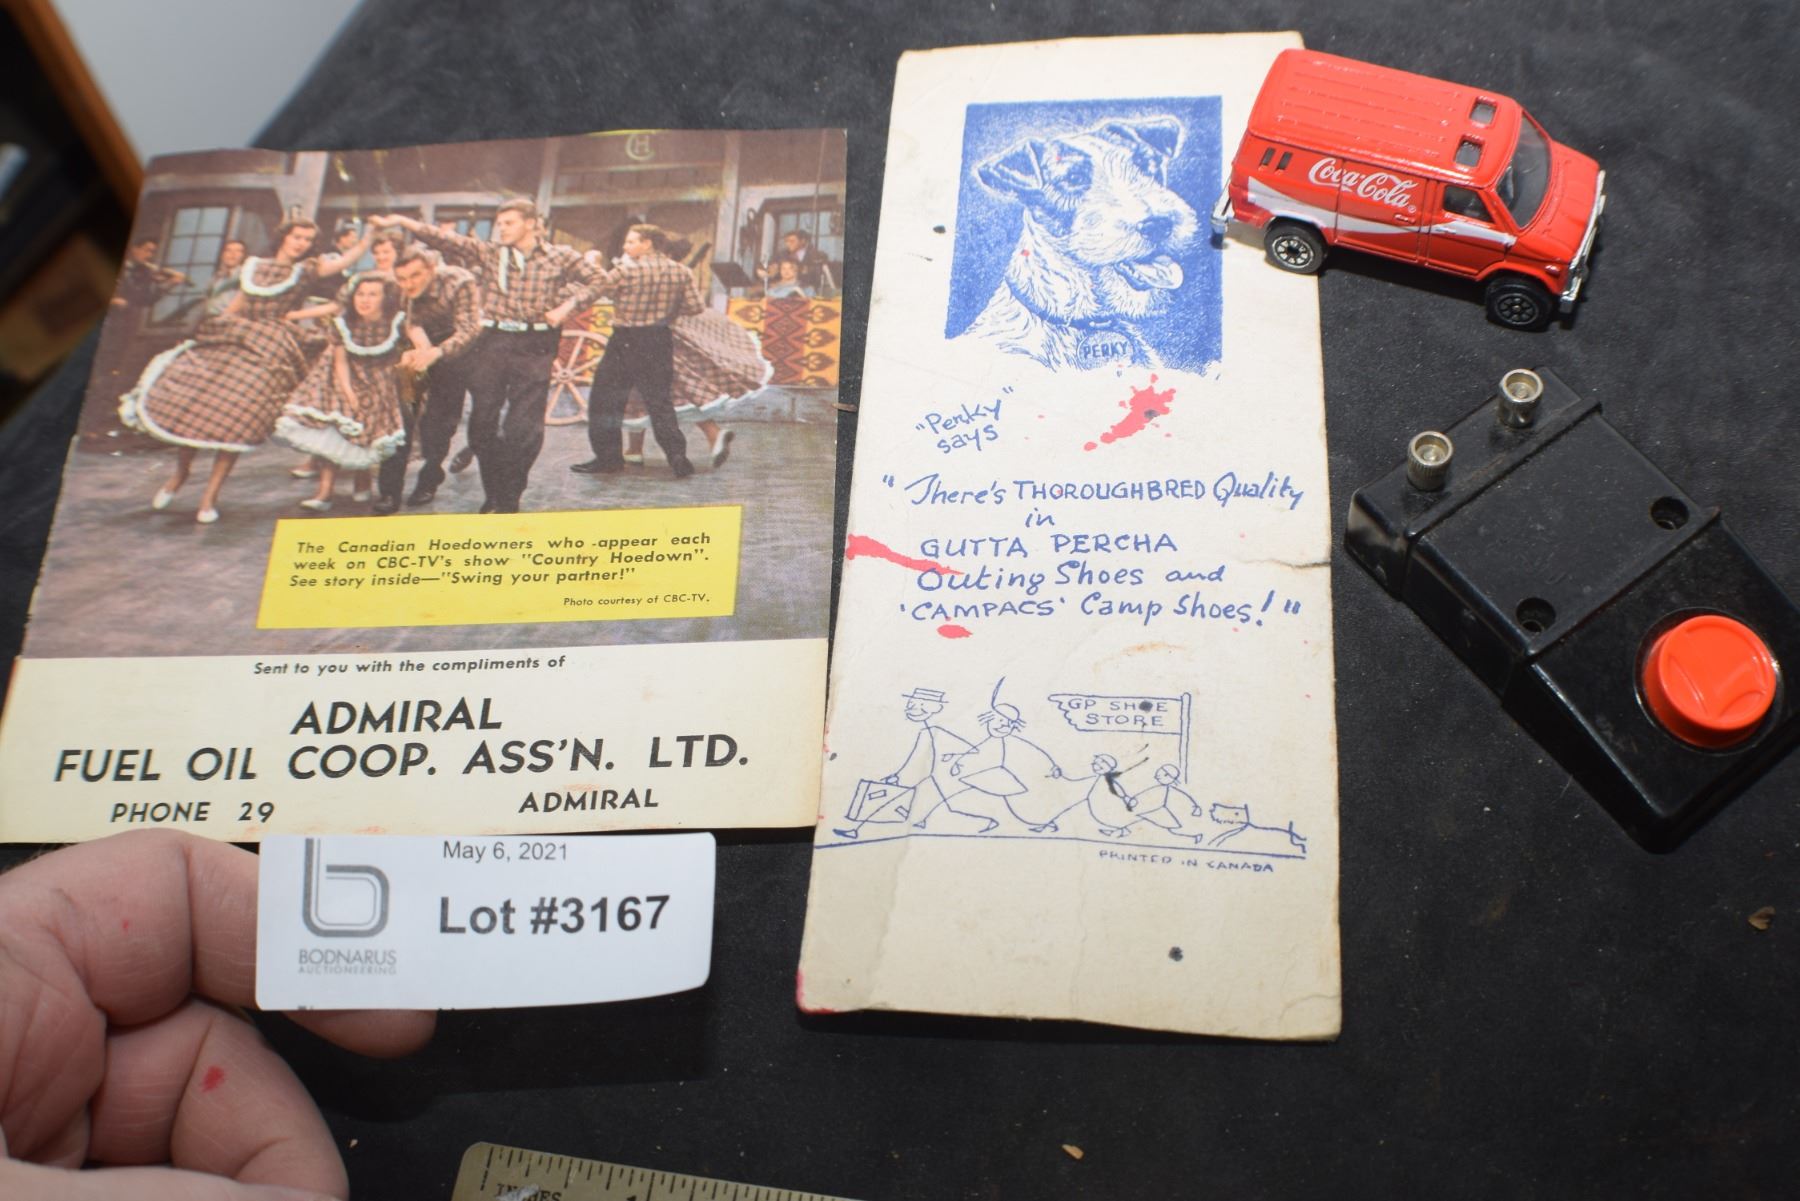 The Canadian Hoedowners who appear each
week on CBC-TV's show "Country Hoedown".
See story inside—"Swing your partner!"
Photo courtesy of CBC-TV.
Sent to you with the compliments of
ADMIRAL
FUEL OIL COOP. ASS'N. LTD.
PHONE 29 ADMIRAL
May 6, 2021
Lot #3167
BODNARUS
AUCTIONEERING
PERKY
"Perky"
says
"There's THOROUGHBRED Quality
in
GUTTA PERCHA
Outing Shoes and
'CAMPACS' Camp Shoes!"
GP SHOE
STORE
PRINTED IN CANADA
Coca-Cola
INCHES
1